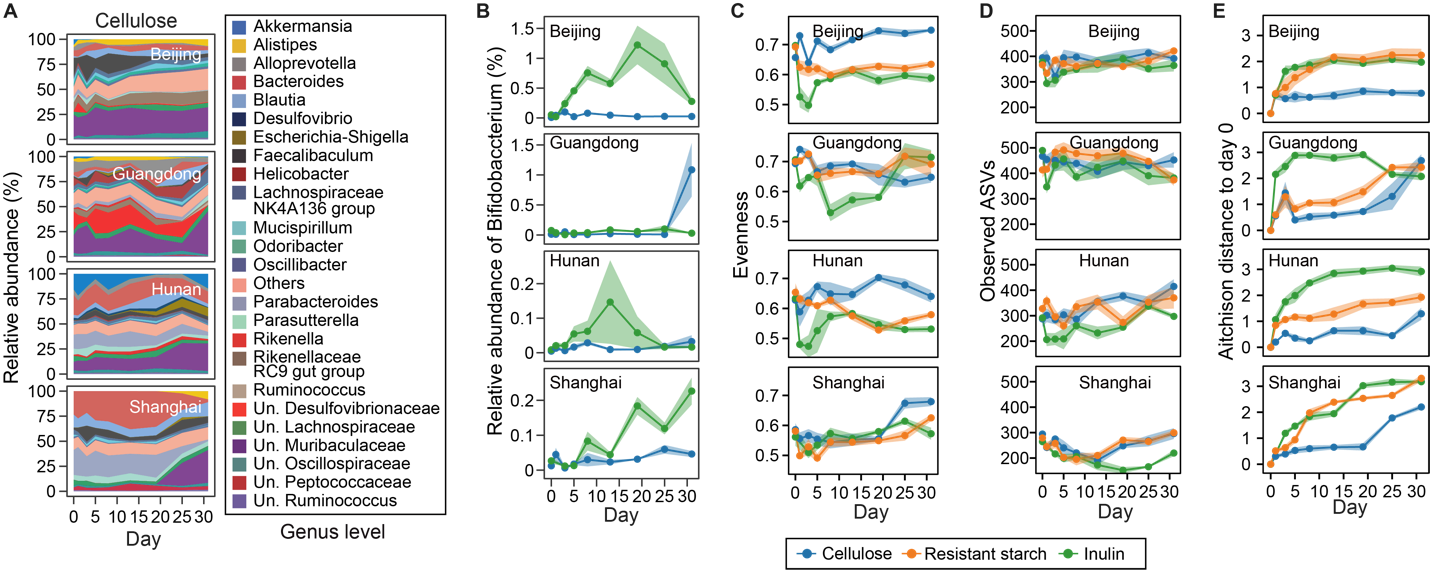 A
Cellulose
Relative abundance (%)
100
75
50
25
0
Beijing
100
75
50
25
0
Guangdong
100
75
50
25
0
Hunan
100
75
50
25
0
Shanghai
0 5 10 15 20 25 30
Day
Akkermansia
Alistipes
Alloprevotella
Bacteroides
Blautia
Desulfovibrio
Escherichia-Shigella
Faecalibaculum
Helicobacter
Lachnospiraceae
NK4A136 group
Mucispirillum
Odoribacter
Oscillibacter
Others
Parabacteroides
Parasutterella
Rikenella
Rikenellaceae
RC9 gut group
Ruminococcus
Un. Desulfovibrionaceae
Un. Lachnospiraceae
Un. Muribaculaceae
Un. Oscillospiraceae
Un. Peptococcaceae
Un. Ruminococcus
Genus level
B
Relative abundance of Bifidobacterium (%)
Beijing
1.5
1
0.5
0
Guangdong
1.5
1
0.5
0
Hunan
0.2
0.1
0
Shanghai
0.2
0.1
0
0 5 10 15 20 25 30
Day
C
Evenness
Beijing
0.7
0.6
0.5
Guangdong
0.7
0.6
0.5
Hunan
0.7
0.6
0.5
Shanghai
0.7
0.6
0.5
0 5 10 15 20 25 30
Day
D
Observed ASVs
Beijing
500
400
300
200
Guangdong
500
400
300
200
Hunan
500
400
300
200
Shanghai
500
400
300
200
0 5 10 15 20 25 30
Day
E
Aitchison distance to day 0
Beijing
3
2
1
0
Guangdong
3
2
1
0
Hunan
3
2
1
0
Shanghai
3
2
1
0
0 5 10 15 20 25 30
Day
Cellulose Resistant starch Inulin